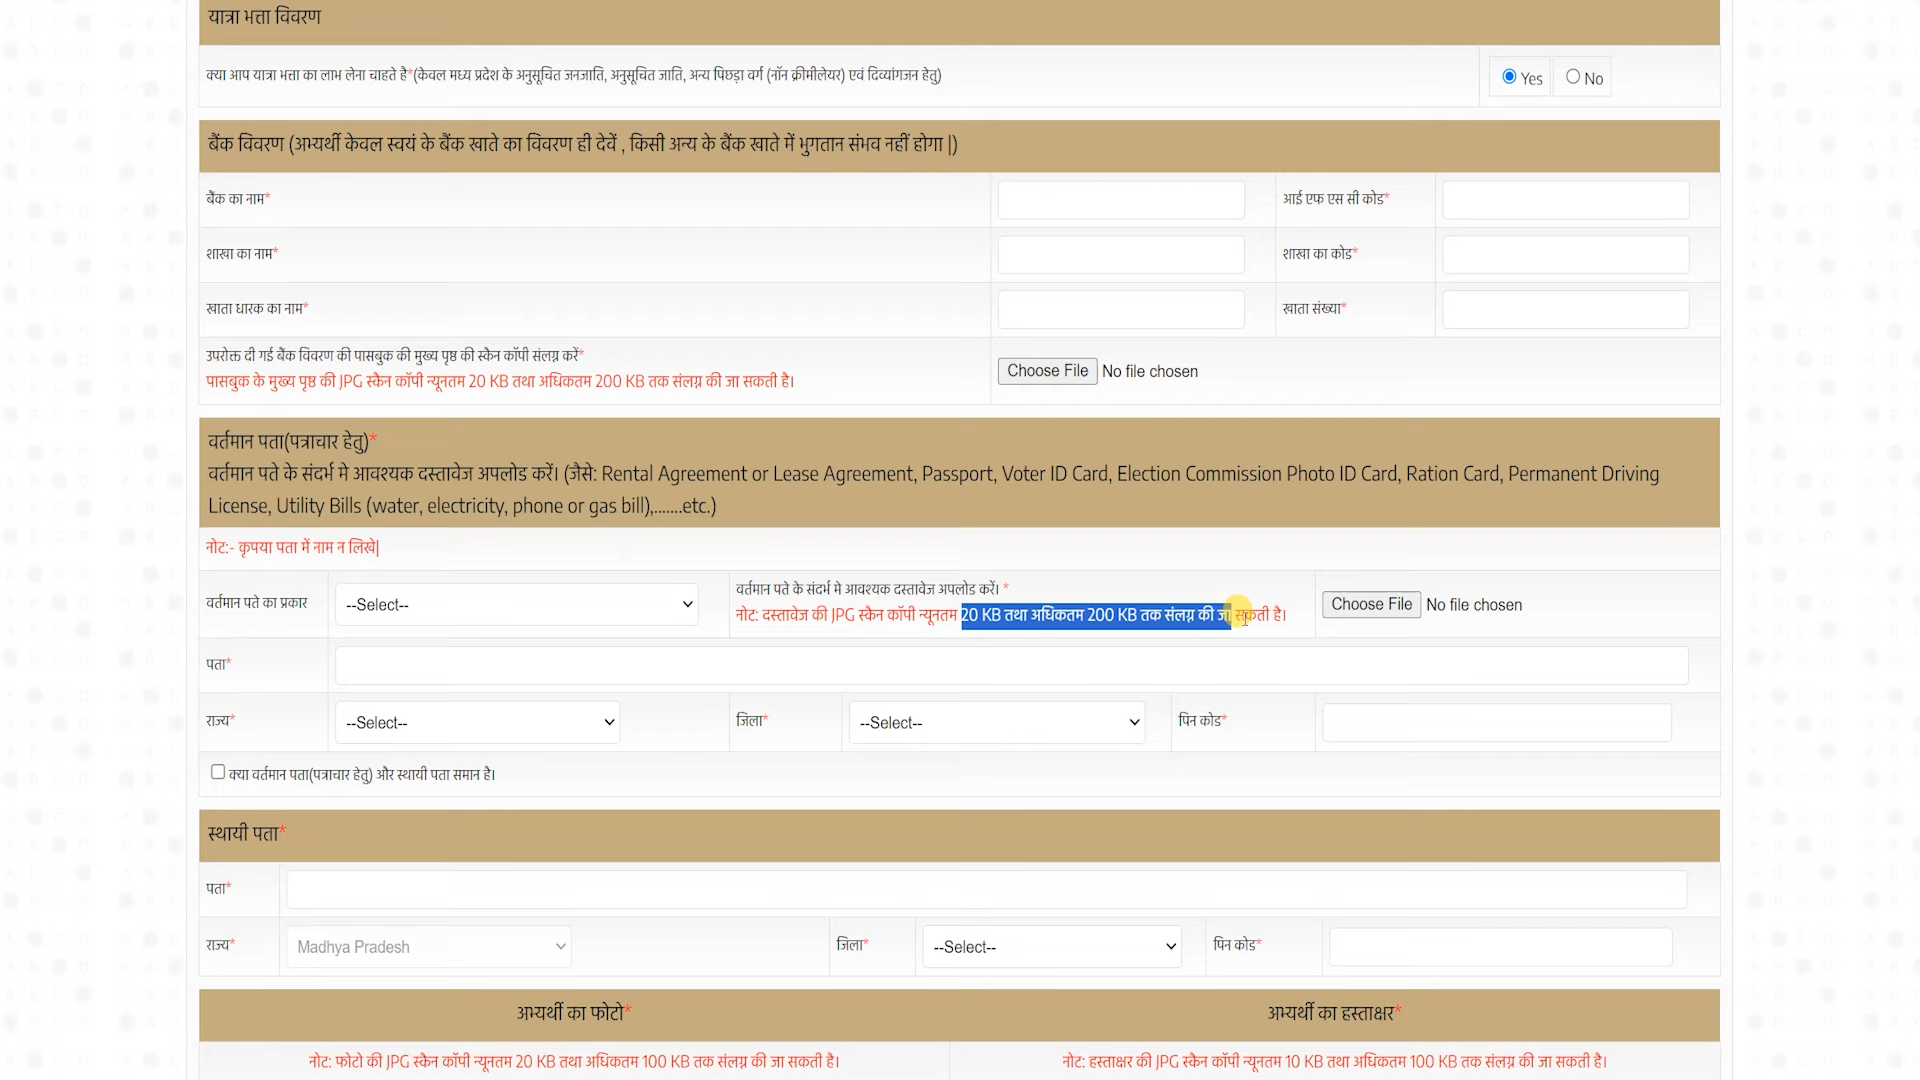 यात्रा भत्ता विवरण
क्या आप यात्रा भत्ता का लाभ लेना चाहते है*(केवल मध्य प्रदेश के अनुसूचित जनजाति, अनुसूचित जाति, अन्य पिछड़ा वर्ग (नॉन क्रीमीलेयर) एवं दिव्यांगजन हेतु) Yes No
बैंक विवरण (अभ्यर्थी केवल स्वयं के बैंक खाते का विवरण ही देवें , किसी अन्य के बैंक खाते में भुगतान संभव नहीं होगा |)
बैंक का नाम* आई एफ एस सी कोड*
शाखा का नाम* शाखा का कोड*
खाता धारक का नाम* खाता संख्या*
उपरोक्त दी गई बैंक विवरण की पासबुक की मुख्य पृष्ठ की स्कैन कॉपी संलग्न करें*
पासबुक के मुख्य पृष्ठ की JPG स्कैन कॉपी न्यूनतम 20 KB तथा अधिकतम 200 KB तक संलग्न की जा सकती है। Choose File No file chosen
वर्तमान पता(पत्राचार हेतु)*
वर्तमान पते के संदर्भ मे आवश्यक दस्तावेज अपलोड करें। (जैसे: Rental Agreement or Lease Agreement, Passport, Voter ID Card, Election Commission Photo ID Card, Ration Card, Permanent Driving
License, Utility Bills (water, electricity, phone or gas bill),.......etc.)
नोट:- कृपया पता में नाम न लिखे|
वर्तमान पते का प्रकार --Select-- वर्तमान पते के संदर्भ मे आवश्यक दस्तावेज अपलोड करें। *
नोट: दस्तावेज की JPG स्कैन कॉपी न्यूनतम 20 KB तथा अधिकतम 200 KB तक संलग्न की जा सकती है। Choose File No file chosen
पता*
राज्य* --Select-- जिला* --Select-- पिन कोड*
क्या वर्तमान पता(पत्राचार हेतु) और स्थायी पता समान है।
स्थायी पता*
पता*
राज्य* Madhya Pradesh जिला* --Select-- पिन कोड*
अभ्यर्थी का फोटो* अभ्यर्थी का हस्ताक्षर*
नोट: फोटो की JPG स्कैन कॉपी न्यूनतम 20 KB तथा अधिकतम 100 KB तक संलग्न की जा सकती है। नोट: हस्ताक्षर की JPG स्कैन कॉपी न्यूनतम 10 KB तथा अधिकतम 100 KB तक संलग्न की जा सकती है।